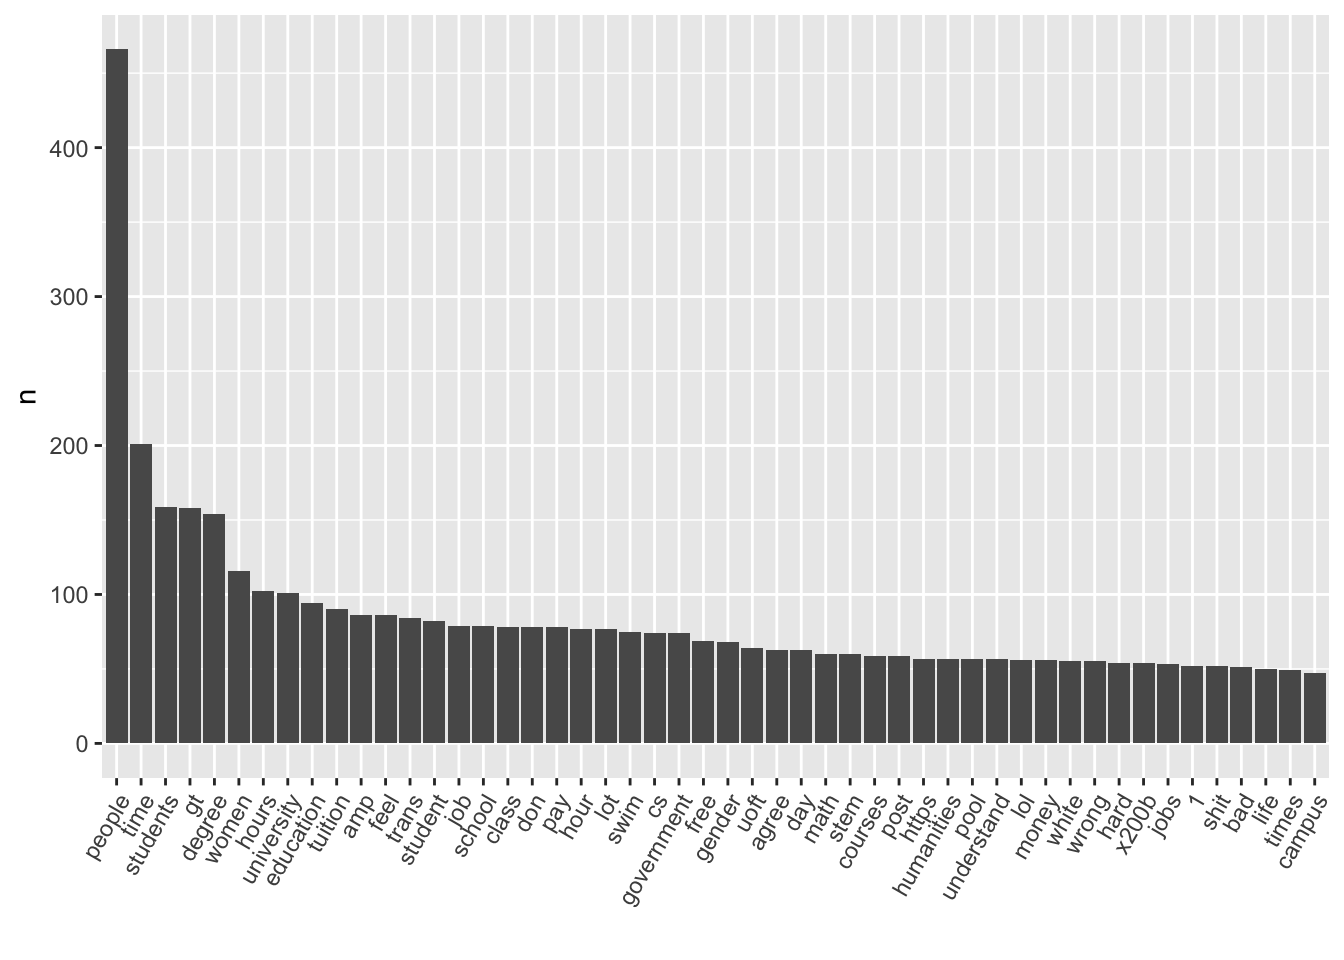 n
400
300
200
100
0
people
time
students
gt
degree
women
hours
university
education
tuition
amp
feel
trans
student
job
school
class
don
pay
hour
lot
swim
cs
government
free
gender
uoft
agree
day
math
stem
courses
post
https
humanities
pool
understand
lol
money
white
wrong
hard
x200b
jobs
1
shit
bad
life
times
campus